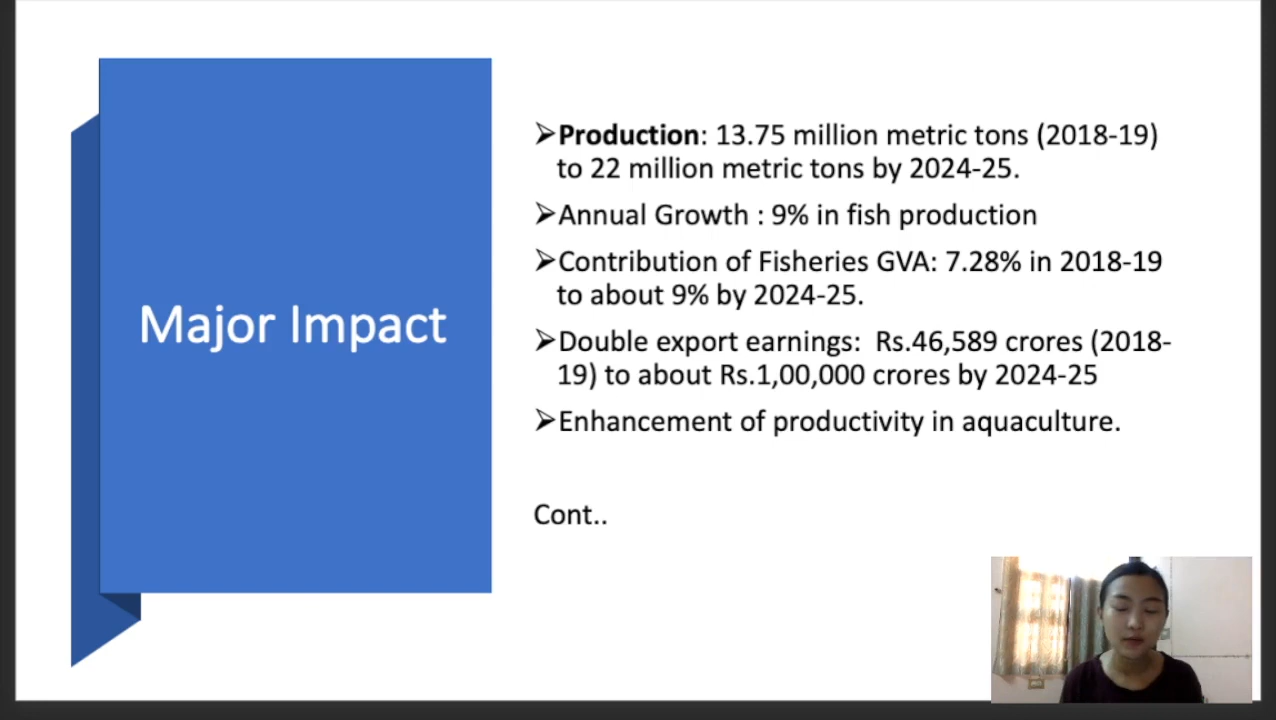 Major Impact
➢Production: 13.75 million metric tons (2018-19)
to 22 million metric tons by 2024-25.
➢Annual Growth : 9% in fish production
➢Contribution of Fisheries GVA: 7.28% in 2018-19
to about 9% by 2024-25.
➢Double export earnings:  Rs.46,589 crores (2018-
19) to about Rs.1,00,000 crores by 2024-25
➢Enhancement of productivity in aquaculture.
Cont..